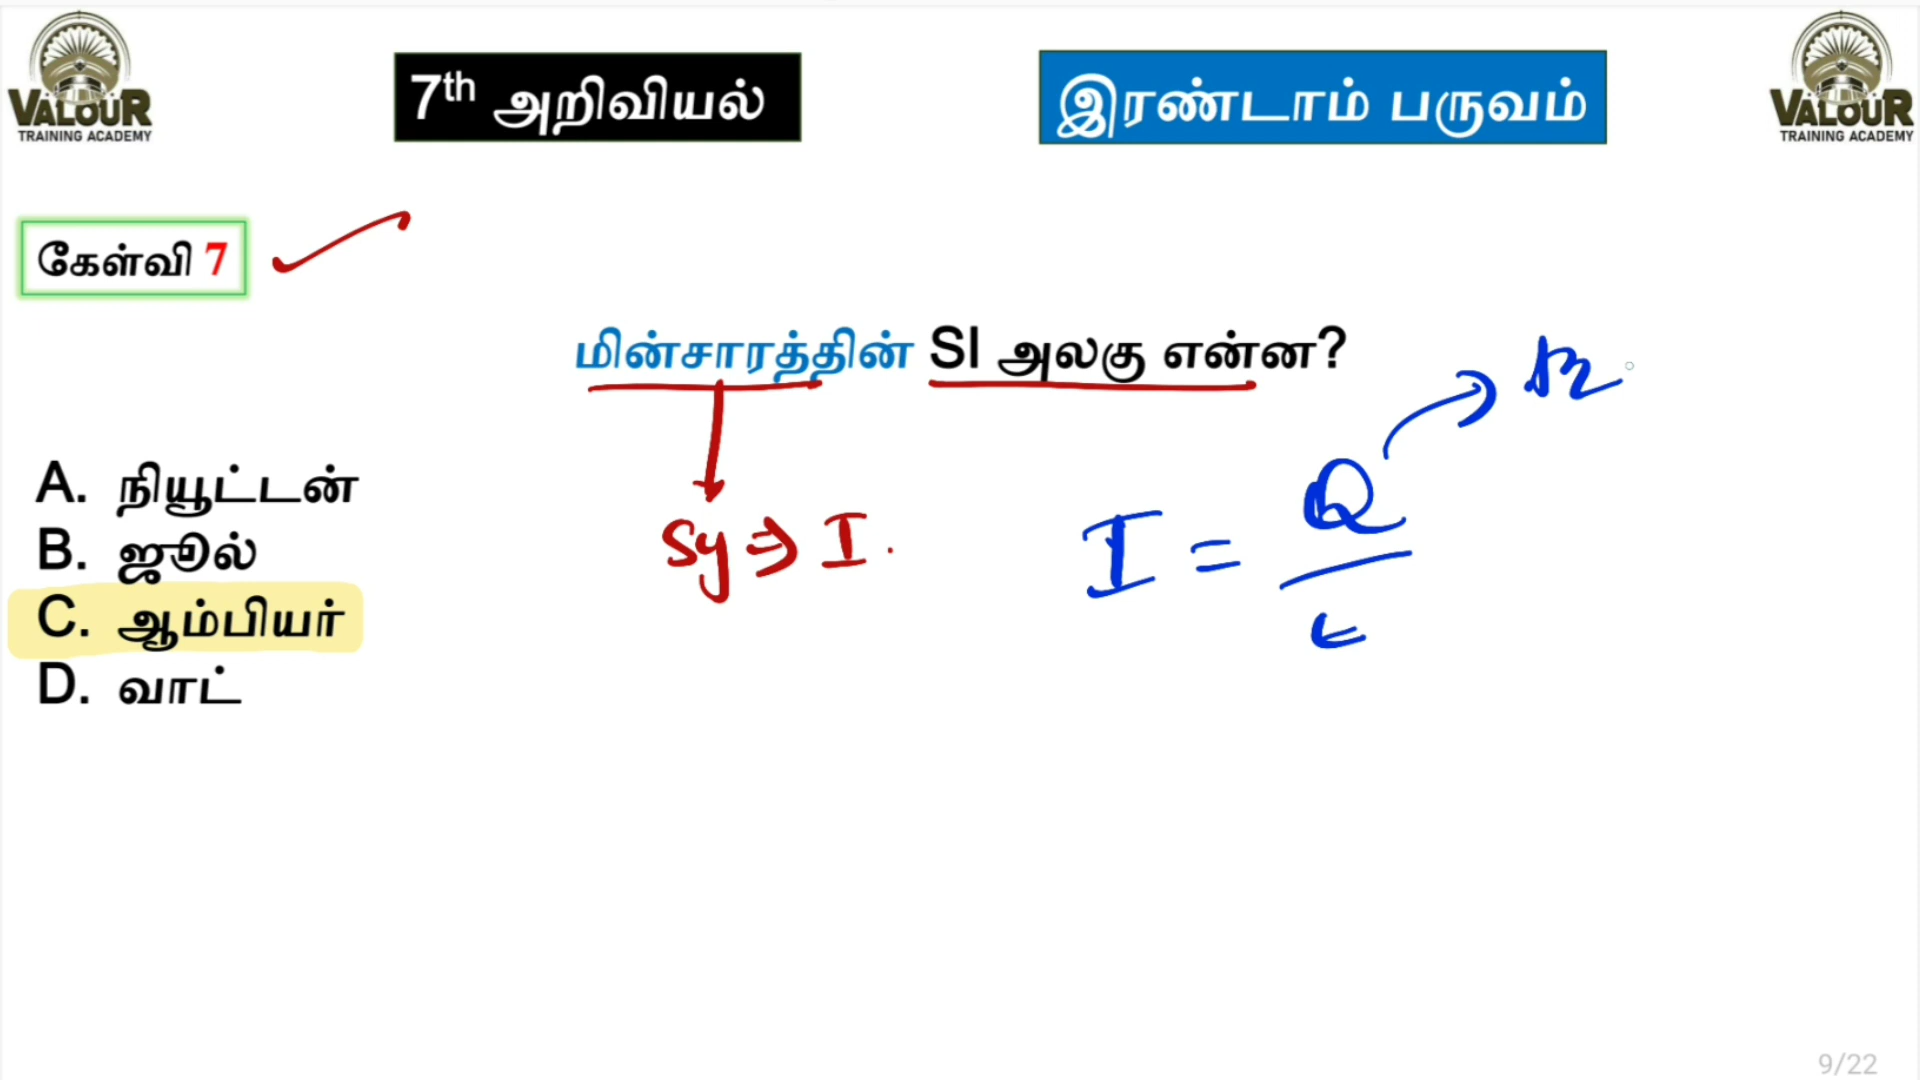 VALOUR
TRAINING ACADEMY
7th அறிவியல்
இரண்டாம் பருவம்
VALOUR
TRAINING ACADEMY
கேள்வி 7
மின்சாரத்தின் SI அலகு என்ன?
A. நியூட்டன்
B. ஜூல்
C. ஆம்பியர்
D. வாட்
Sy ⇒ I.
I = Q/t
9/22